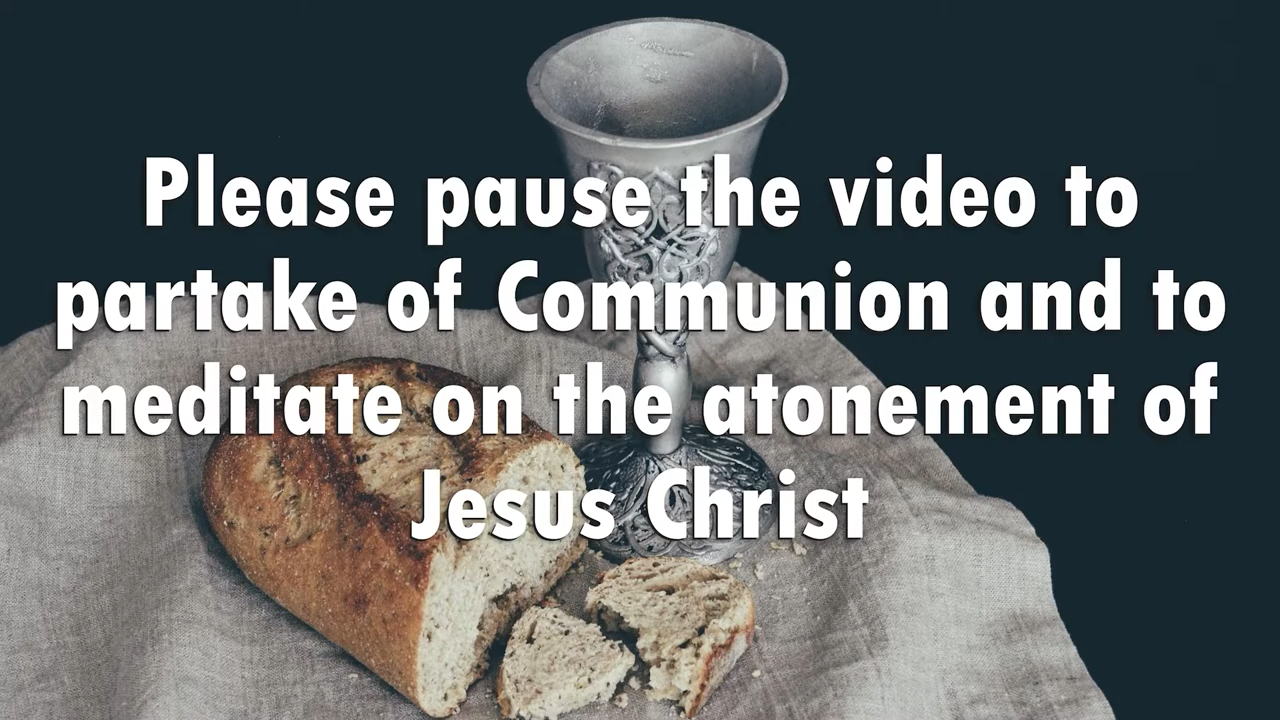 Please pause the video to
partake of Communion and to
meditate on the atonement of
Jesus Christ